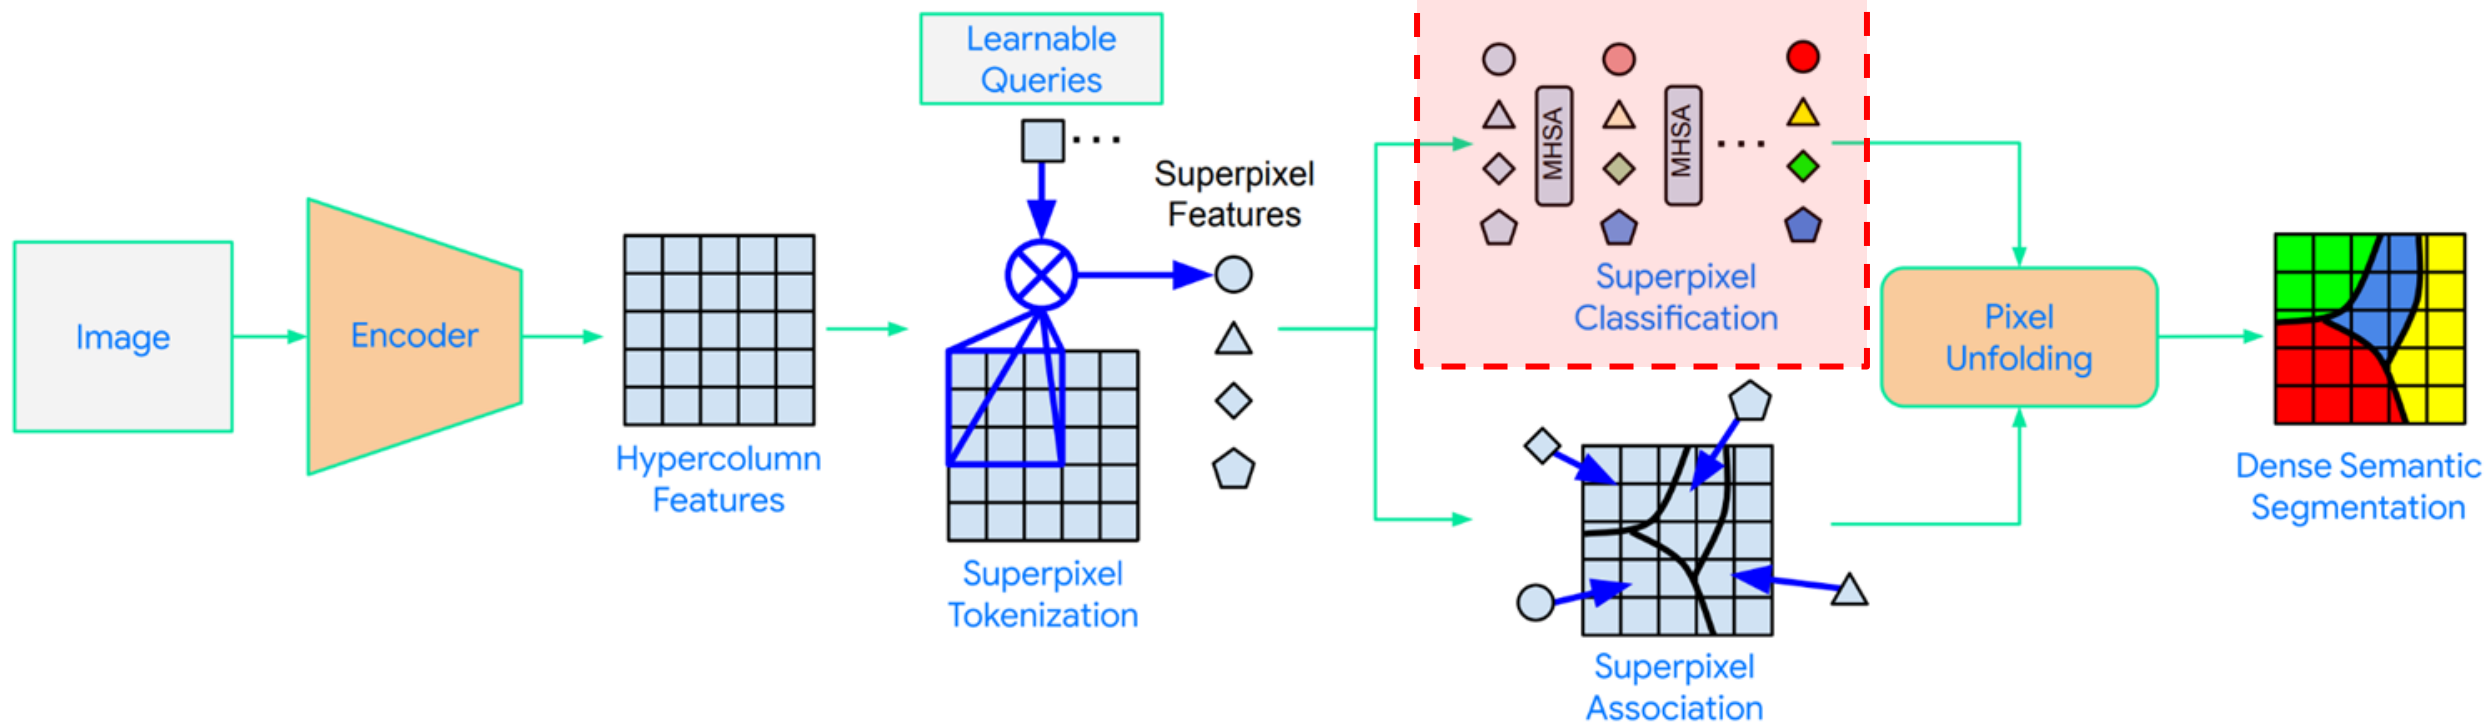 Image
Encoder
Hypercolumn
Features
Learnable
Queries
Superpixel
Tokenization
Superpixel
Features
MHSA
MHSA
Superpixel
Classification
Superpixel
Association
Pixel
Unfolding
Dense Semantic
Segmentation